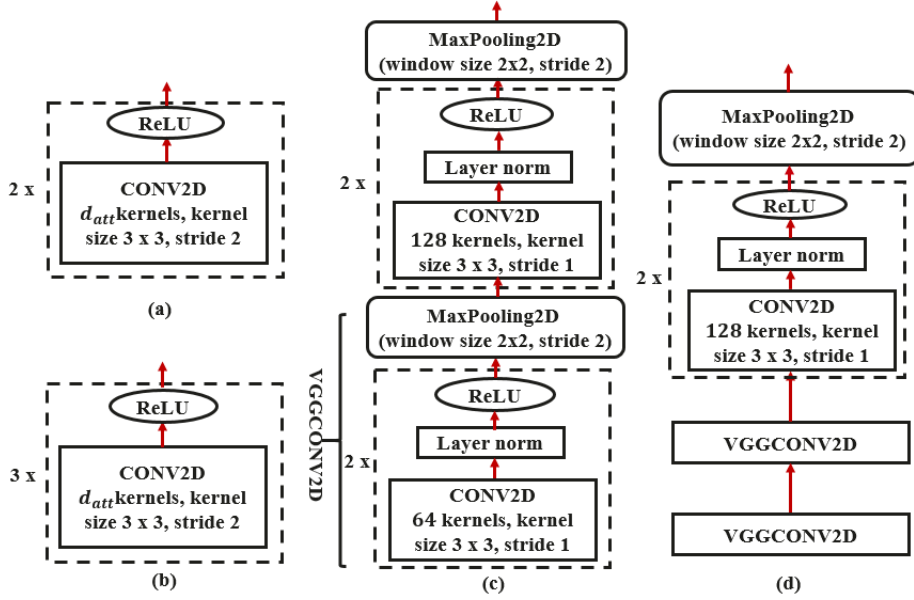 ReLU
2 x
CONV2D
d_att kernels, kernel
size 3 x 3, stride 2
(a)
ReLU
3 x
CONV2D
d_att kernels, kernel
size 3 x 3, stride 2
(b)
MaxPooling2D
(window size 2x2, stride 2)
ReLU
Layer norm
2 x
CONV2D
128 kernels, kernel
size 3 x 3, stride 1
MaxPooling2D
(window size 2x2, stride 2)
VGGCONV2D
ReLU
Layer norm
2 x
CONV2D
64 kernels, kernel
size 3 x 3, stride 1
(c)
MaxPooling2D
(window size 2x2, stride 2)
ReLU
Layer norm
2 x
CONV2D
128 kernels, kernel
size 3 x 3, stride 1
VGGCONV2D
VGGCONV2D
(d)